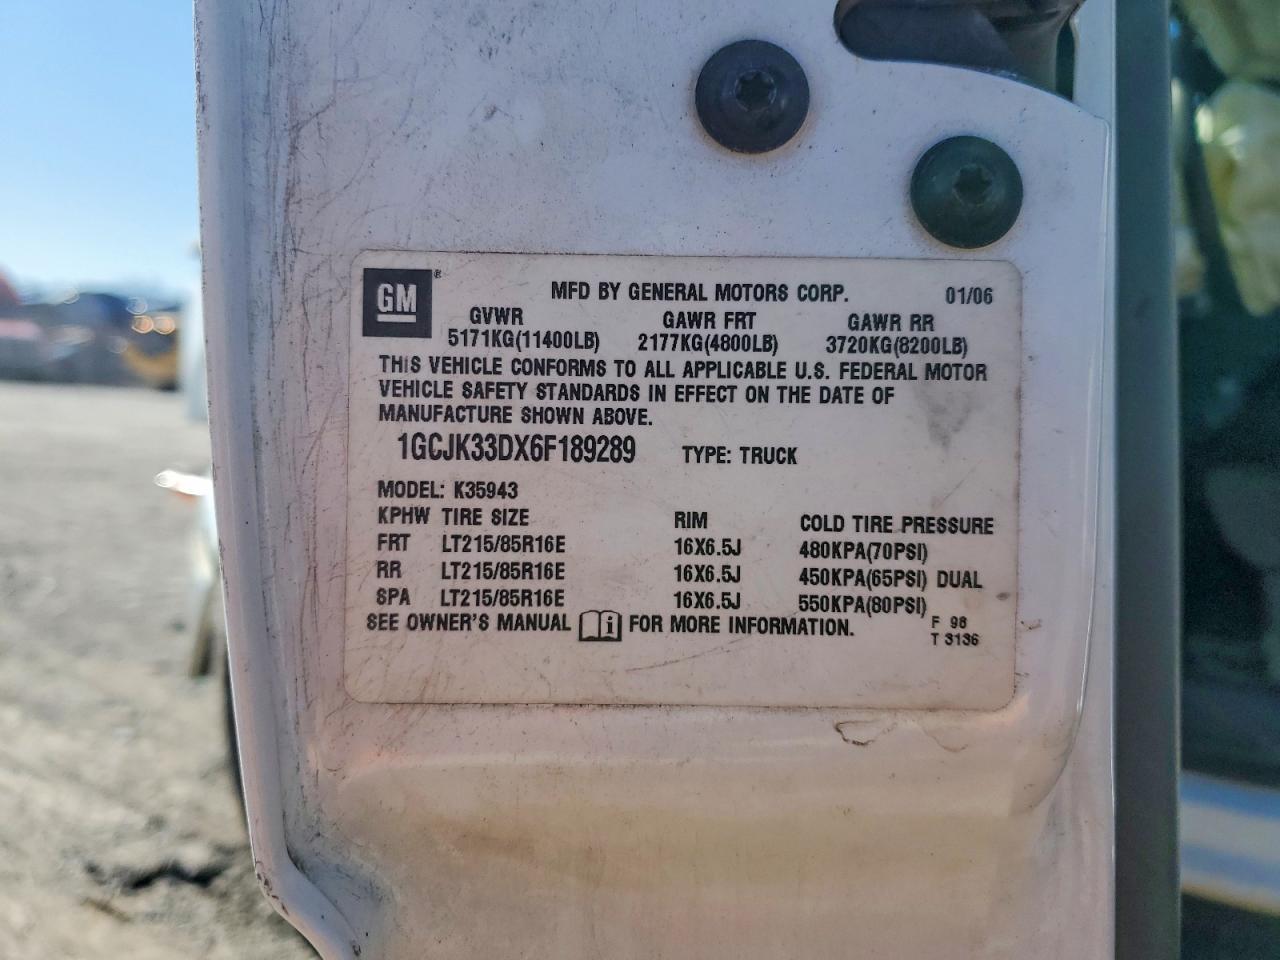 GM ®
MFD BY GENERAL MOTORS CORP. 01/06
GVWR GAWR FRT GAWR RR
5171KG(11400LB) 2177KG(4800LB) 3720KG(8200LB)
THIS VEHICLE CONFORMS TO ALL APPLICABLE U.S. FEDERAL MOTOR
VEHICLE SAFETY STANDARDS IN EFFECT ON THE DATE OF
MANUFACTURE SHOWN ABOVE.
1GCJK33DX6F189289 TYPE: TRUCK
MODEL: K35943
KPHW TIRE SIZE RIM COLD TIRE PRESSURE
FRT LT215/85R16E 16X6.5J 480KPA(70PSI)
RR LT215/85R16E 16X6.5J 450KPA(65PSI) DUAL
SPA LT215/85R16E 16X6.5J 550KPA(80PSI)
SEE OWNER'S MANUAL i FOR MORE INFORMATION.
F 98
T 3136